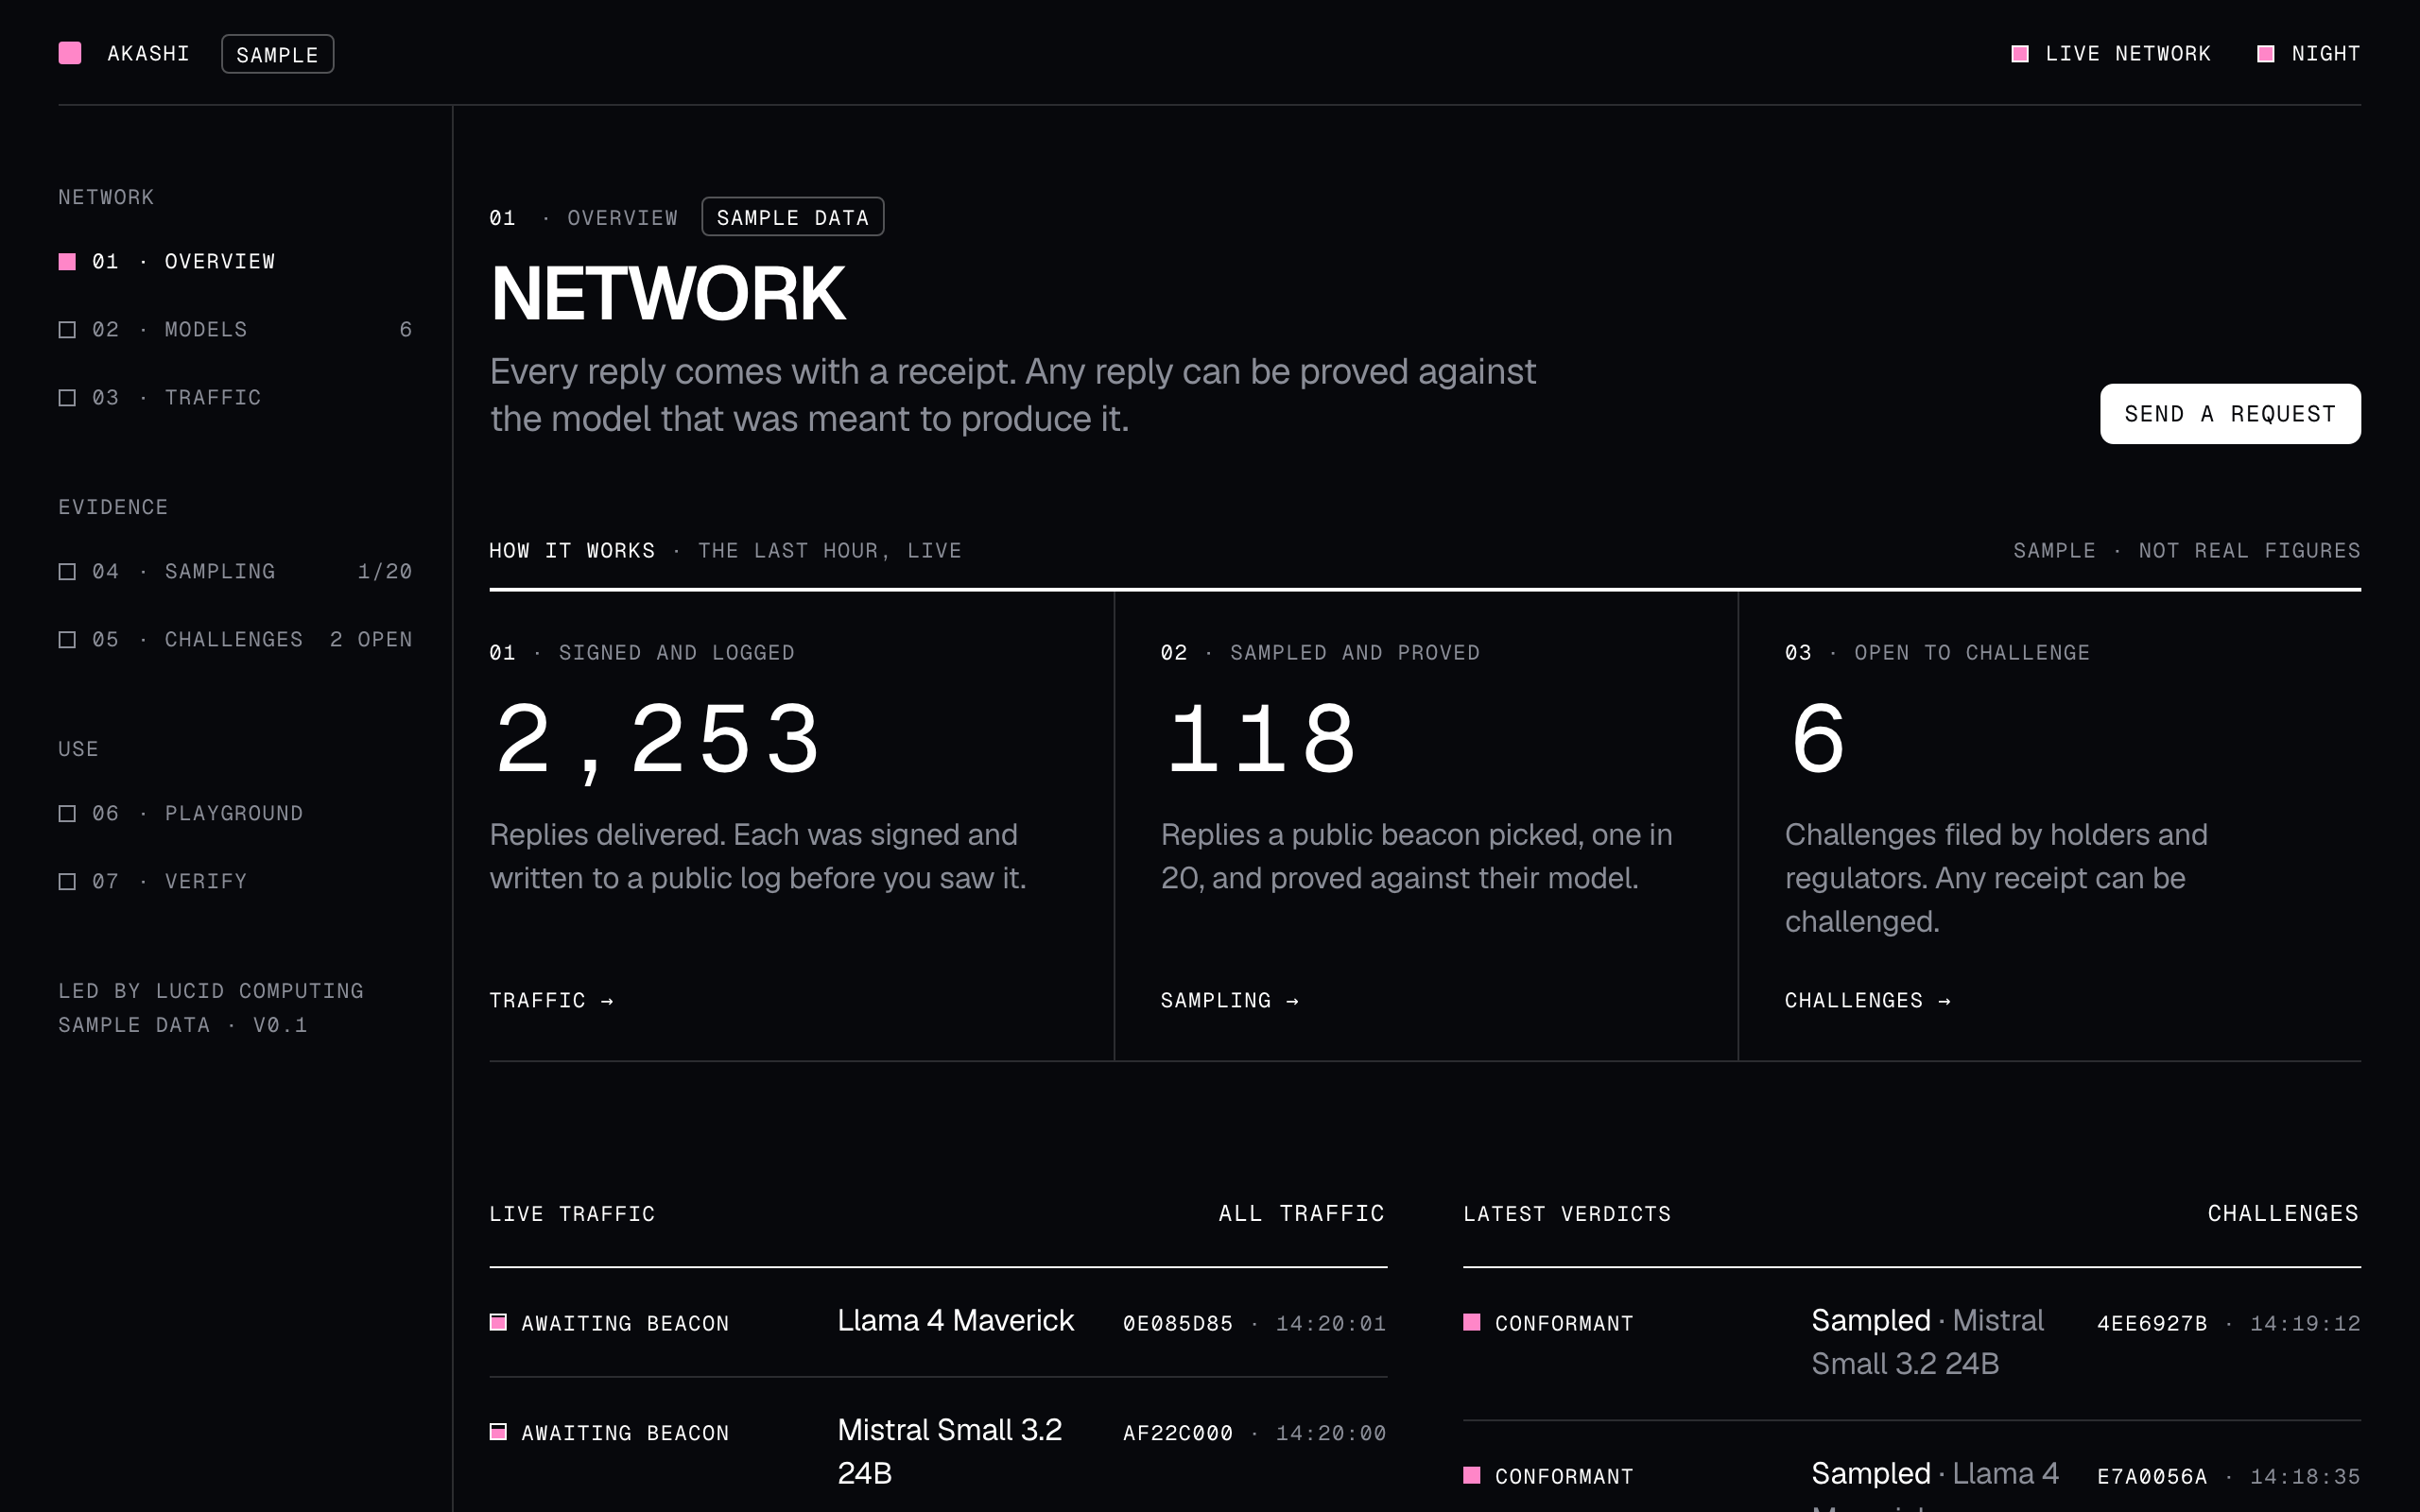 AKASHI SAMPLE
LIVE NETWORK NIGHT
NETWORK
01 · OVERVIEW
02 · MODELS 6
03 · TRAFFIC
EVIDENCE
04 · SAMPLING 1/20
05 · CHALLENGES 2 OPEN
USE
06 · PLAYGROUND
07 · VERIFY
LED BY LUCID COMPUTING
SAMPLE DATA · V0.1
01 · OVERVIEW SAMPLE DATA
NETWORK
Every reply comes with a receipt. Any reply can be proved against
the model that was meant to produce it.
SEND A REQUEST
HOW IT WORKS · THE LAST HOUR, LIVE
SAMPLE · NOT REAL FIGURES
01 · SIGNED AND LOGGED
2,253
Replies delivered. Each was signed and
written to a public log before you saw it.
TRAFFIC →
02 · SAMPLED AND PROVED
118
Replies a public beacon picked, one in
20, and proved against their model.
SAMPLING →
03 · OPEN TO CHALLENGE
6
Challenges filed by holders and
regulators. Any receipt can be
challenged.
CHALLENGES →
LIVE TRAFFIC ALL TRAFFIC
AWAITING BEACON Llama 4 Maverick 0E085D85 · 14:20:01
AWAITING BEACON Mistral Small 3.2 AF22C000 · 14:20:00
24B
LATEST VERDICTS CHALLENGES
CONFORMANT Sampled · Mistral 4EE6927B · 14:19:12
Small 3.2 24B
CONFORMANT Sampled · Llama 4 E7A0056A · 14:18:35